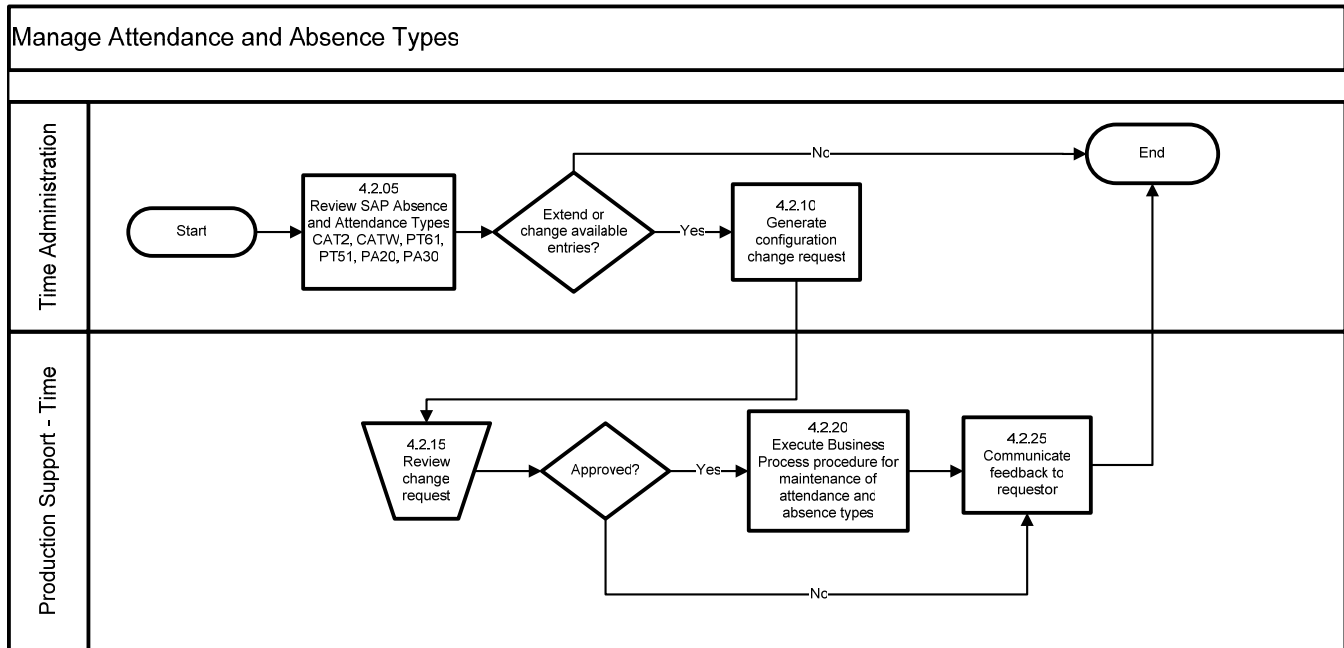 Manage Attendance and Absence Types
Time Administration
Start
4.2.05
Review SAP Absence
and Attendance Types
CAT2, CATW, PT61,
PT51, PA20, PA30
Extend or
change available
entries?
No
Yes
4.2.10
Generate
configuration
change request
End
Production Support - Time
4.2.15
Review
change
request
Approved?
Yes
No
4.2.20
Execute Business
Process procedure for
maintenance of
attendance and
absence types
4.2.25
Communicate
feedback to
requestor